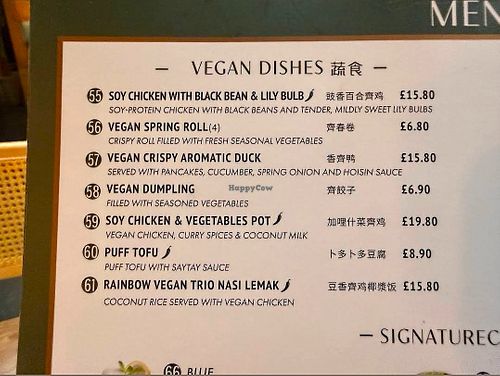 MEN
— VEGAN DISHES 蔬食 —
55 SOY CHICKEN WITH BLACK BEAN & LILY BULB 豉香百合齊鸡 £15.80
SOY-PROTEIN CHICKEN WITH BLACK BEANS AND TENDER, MILDLY SWEET LILY BULBS
56 VEGAN SPRING ROLL(4) 齊春卷 £6.80
CRISPY ROLL FILLED WITH FRESH SEASONAL VEGETABLES
57 VEGAN CRISPY AROMATIC DUCK 香齊鸭 £15.80
SERVED WITH PANCAKES, CUCUMBER, SPRING ONION AND HOISIN SAUCE
58 VEGAN DUMPLING 齊餃子 £6.90
FILLED WITH SEASONED VEGETABLES
HappyCow
59 SOY CHICKEN & VEGETABLES POT 加哩什菜齊鸡 £19.80
VEGAN CHICKEN, CURRY SPICES & COCONUT MILK
60 PUFF TOFU 卜多卜多豆腐 £8.90
PUFF TOFU WITH SAYTAY SAUCE
61 RAINBOW VEGAN TRIO NASI LEMAK 豆香齊鸡椰漿饭 £15.80
COCONUT RICE SERVED WITH VEGAN CHICKEN
— SIGNATUREC
66 BLUE